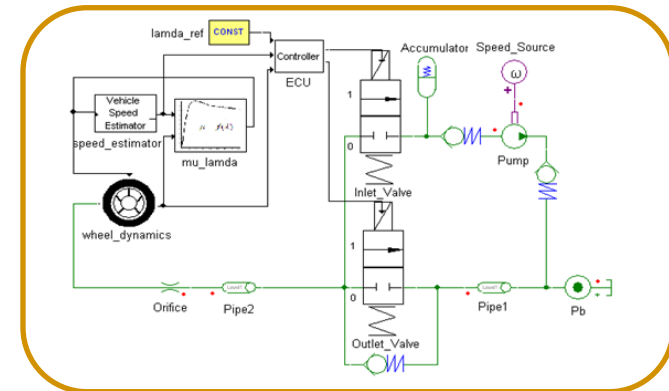 lamda_ref
CONST
Controller
ECU
Accumulator
Speed_Source
ω
Vehicle
Speed
Estimator
speed_estimator
mu_lamda
1
0
Inlet_Valve
Pump
wheel_dynamics
1
0
Orifice
Pipe2
Outlet_Valve
Pipe1
Pb